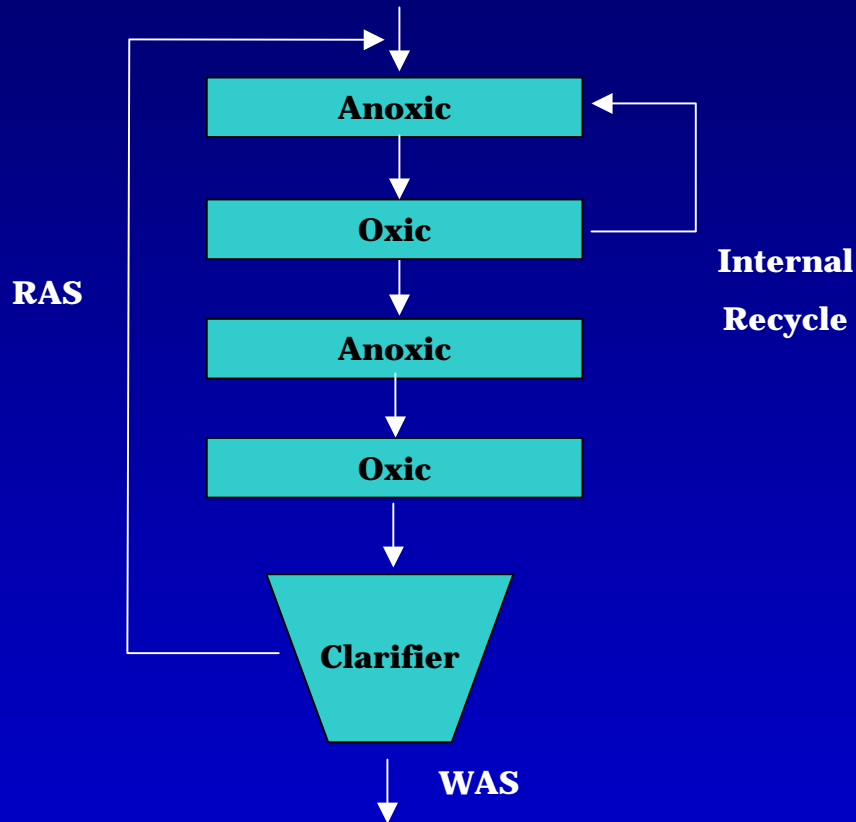 Anoxic
Oxic
Internal
Recycle
RAS
Anoxic
Oxic
Clarifier
WAS